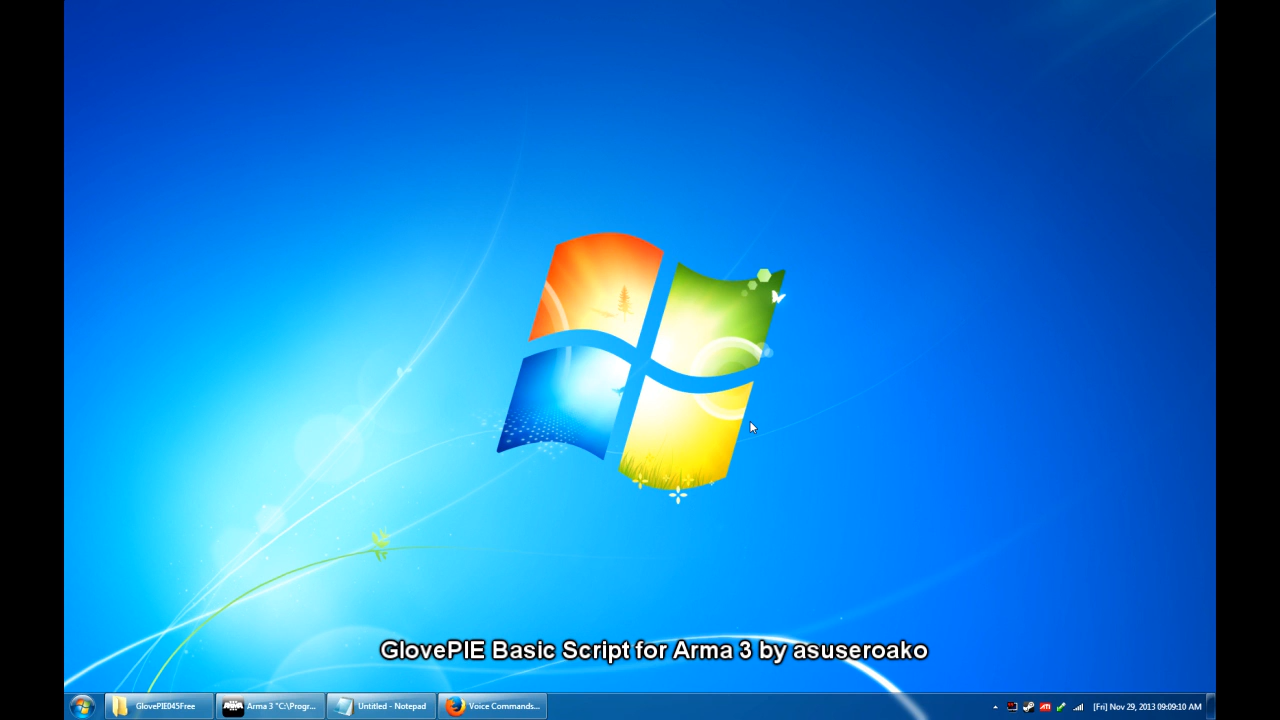 GlovePIE Basic Script for Arma 3 by asuseroako
GlovePIE045Free
Arma 3 "C:\Progr...
Untitled - Notepad
Voice Commands...
[Fri] Nov 29, 2013 09:09:10 AM